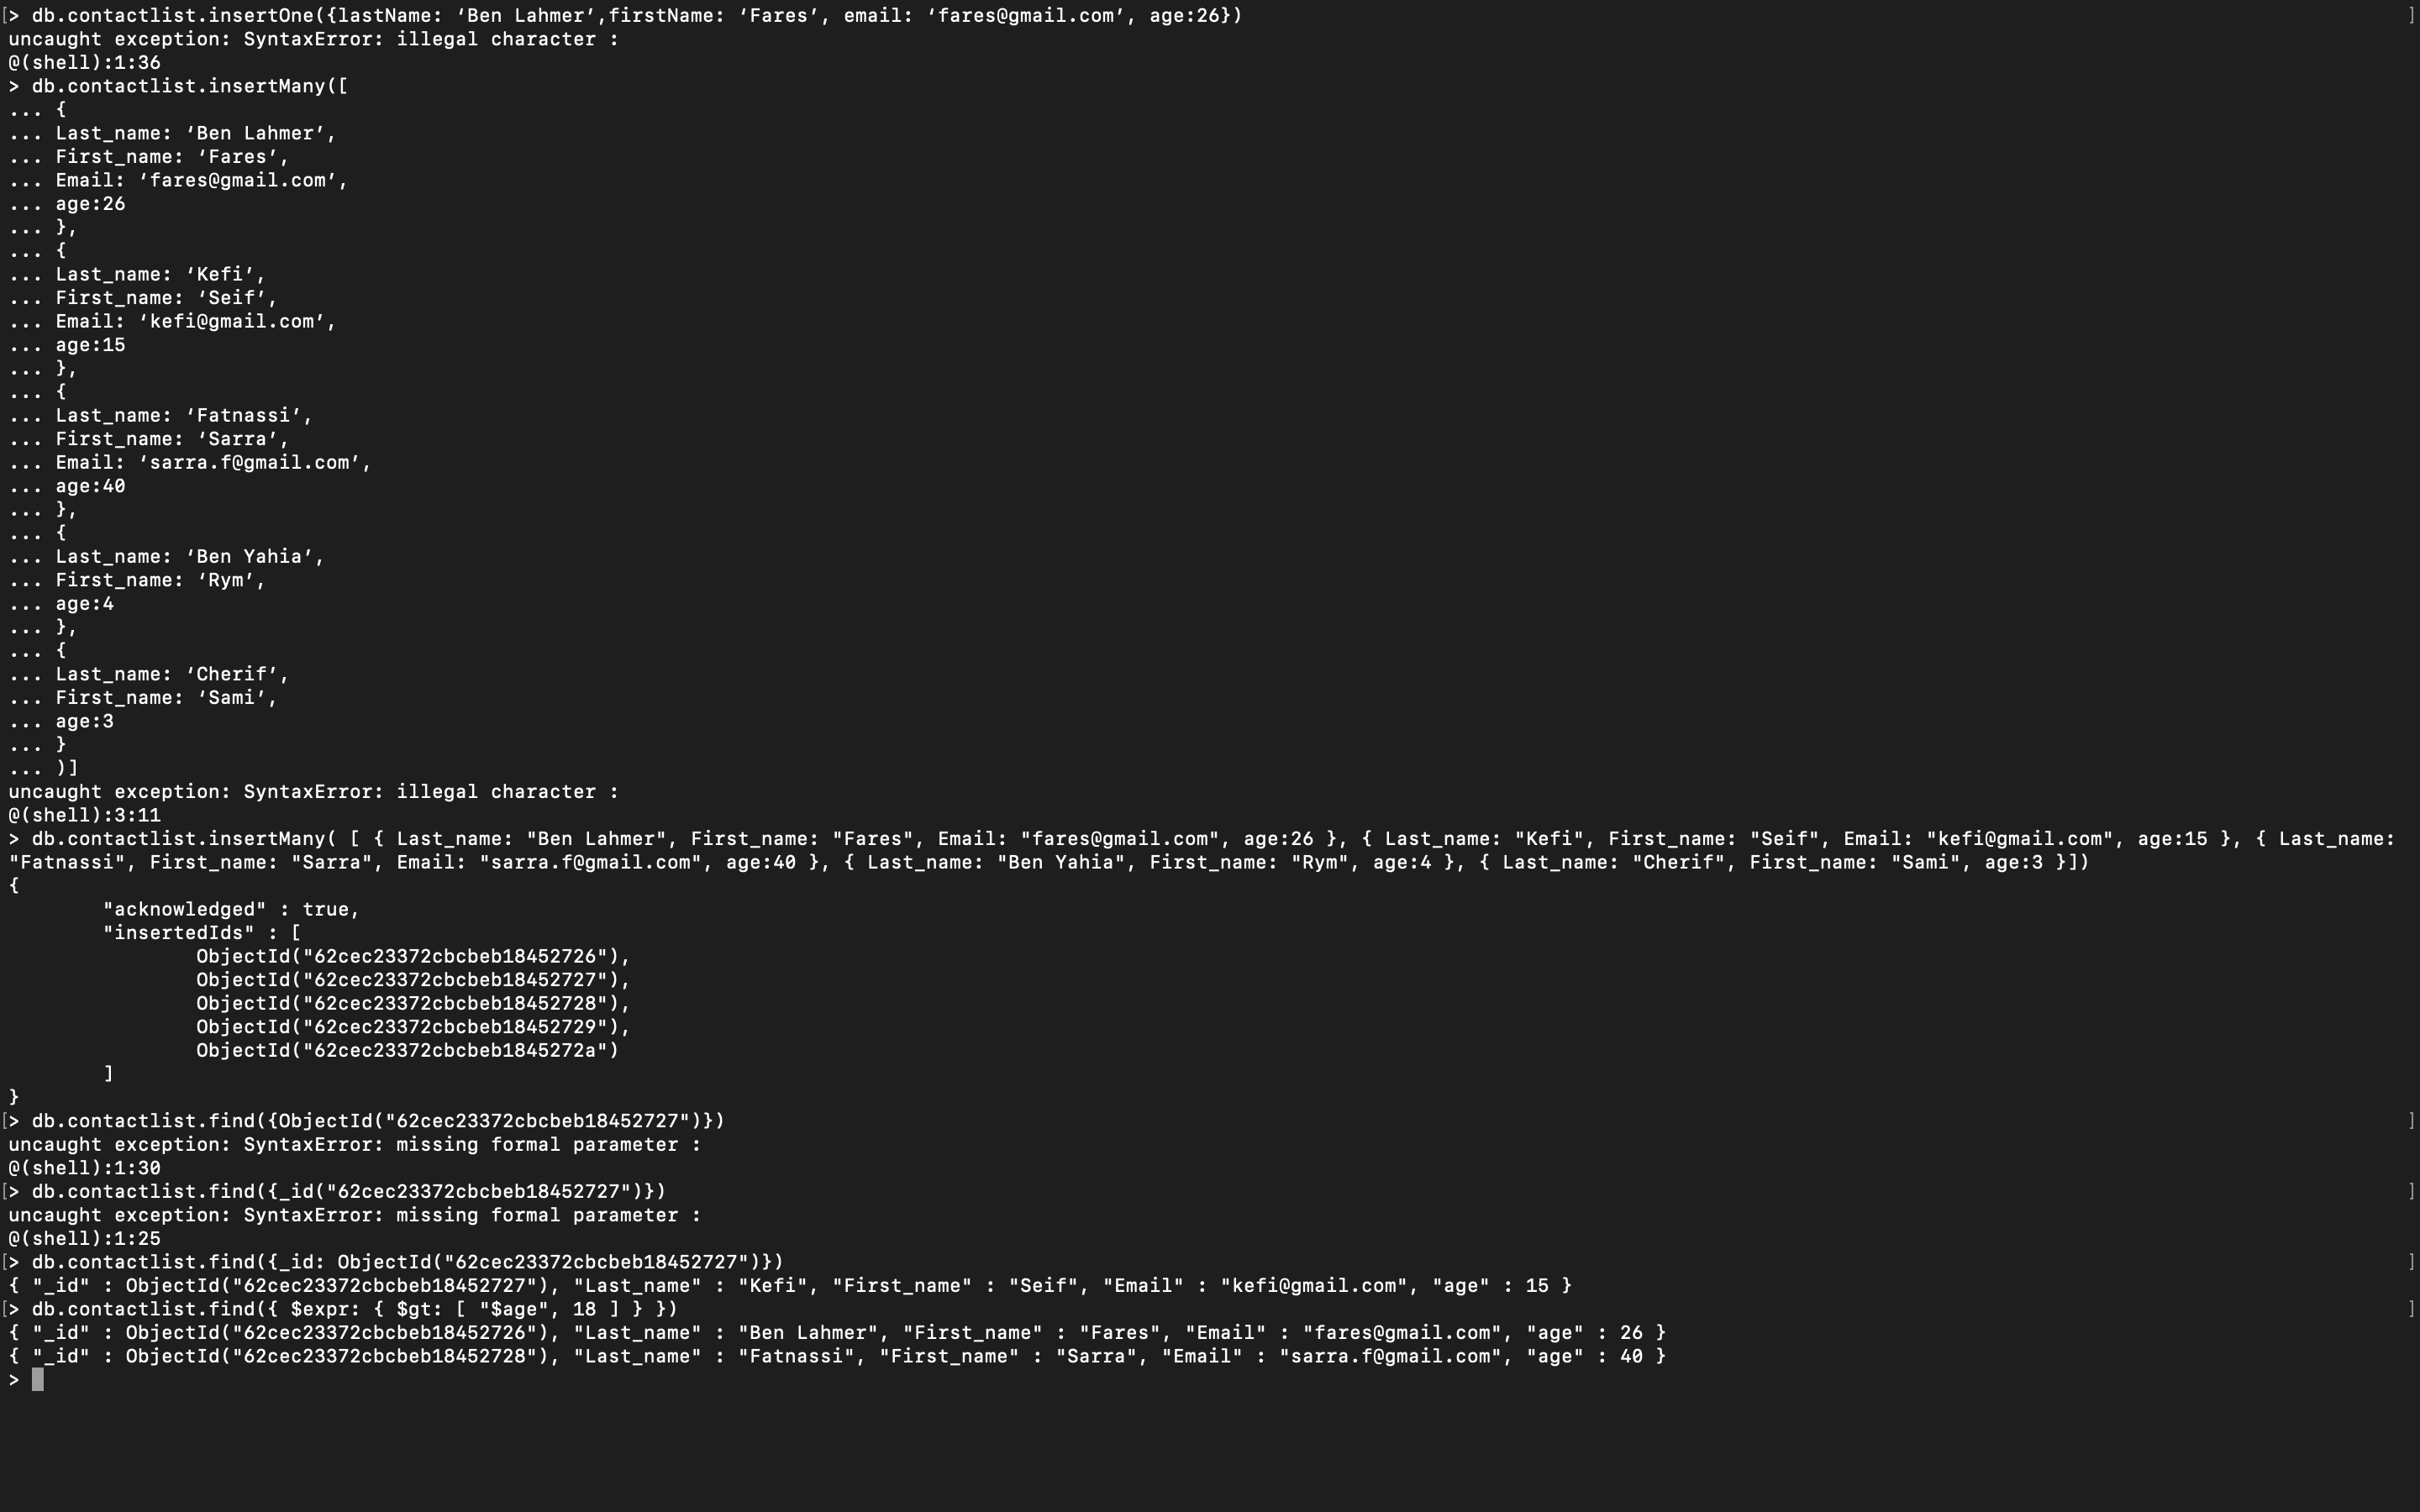 [> db.contactlist.insertOne({lastName: ‘Ben Lahmer’,firstName: ‘Fares’, email: ‘fares@gmail.com’, age:26}) ]
uncaught exception: SyntaxError: illegal character :
@(shell):1:36
> db.contactlist.insertMany([
... {
... Last_name: ‘Ben Lahmer’,
... First_name: ‘Fares’,
... Email: ‘fares@gmail.com’,
... age:26
... },
... {
... Last_name: ‘Kefi’,
... First_name: ‘Seif’,
... Email: ‘kefi@gmail.com’,
... age:15
... },
... {
... Last_name: ‘Fatnassi’,
... First_name: ‘Sarra’,
... Email: ‘sarra.f@gmail.com’,
... age:40
... },
... {
... Last_name: ‘Ben Yahia’,
... First_name: ‘Rym’,
... age:4
... },
... {
... Last_name: ‘Cherif’,
... First_name: ‘Sami’,
... age:3
... }
... )]
uncaught exception: SyntaxError: illegal character :
@(shell):3:11
> db.contactlist.insertMany( [ { Last_name: "Ben Lahmer", First_name: "Fares", Email: "fares@gmail.com", age:26 }, { Last_name: "Kefi", First_name: "Seif", Email: "kefi@gmail.com", age:15 }, { Last_name:
"Fatnassi", First_name: "Sarra", Email: "sarra.f@gmail.com", age:40 }, { Last_name: "Ben Yahia", First_name: "Rym", age:4 }, { Last_name: "Cherif", First_name: "Sami", age:3 }])
{
"acknowledged" : true,
"insertedIds" : [
ObjectId("62cec23372cbcbeb18452726"),
ObjectId("62cec23372cbcbeb18452727"),
ObjectId("62cec23372cbcbeb18452728"),
ObjectId("62cec23372cbcbeb18452729"),
ObjectId("62cec23372cbcbeb1845272a")
]
}
[> db.contactlist.find({ObjectId("62cec23372cbcbeb18452727")}) ]
uncaught exception: SyntaxError: missing formal parameter :
@(shell):1:30
[> db.contactlist.find({_id("62cec23372cbcbeb18452727")}) ]
uncaught exception: SyntaxError: missing formal parameter :
@(shell):1:25
[> db.contactlist.find({_id: ObjectId("62cec23372cbcbeb18452727")}) ]
{ "_id" : ObjectId("62cec23372cbcbeb18452727"), "Last_name" : "Kefi", "First_name" : "Seif", "Email" : "kefi@gmail.com", "age" : 15 }
[> db.contactlist.find({ $expr: { $gt: [ "$age", 18 ] } }) ]
{ "_id" : ObjectId("62cec23372cbcbeb18452726"), "Last_name" : "Ben Lahmer", "First_name" : "Fares", "Email" : "fares@gmail.com", "age" : 26 }
{ "_id" : ObjectId("62cec23372cbcbeb18452728"), "Last_name" : "Fatnassi", "First_name" : "Sarra", "Email" : "sarra.f@gmail.com", "age" : 40 }
>